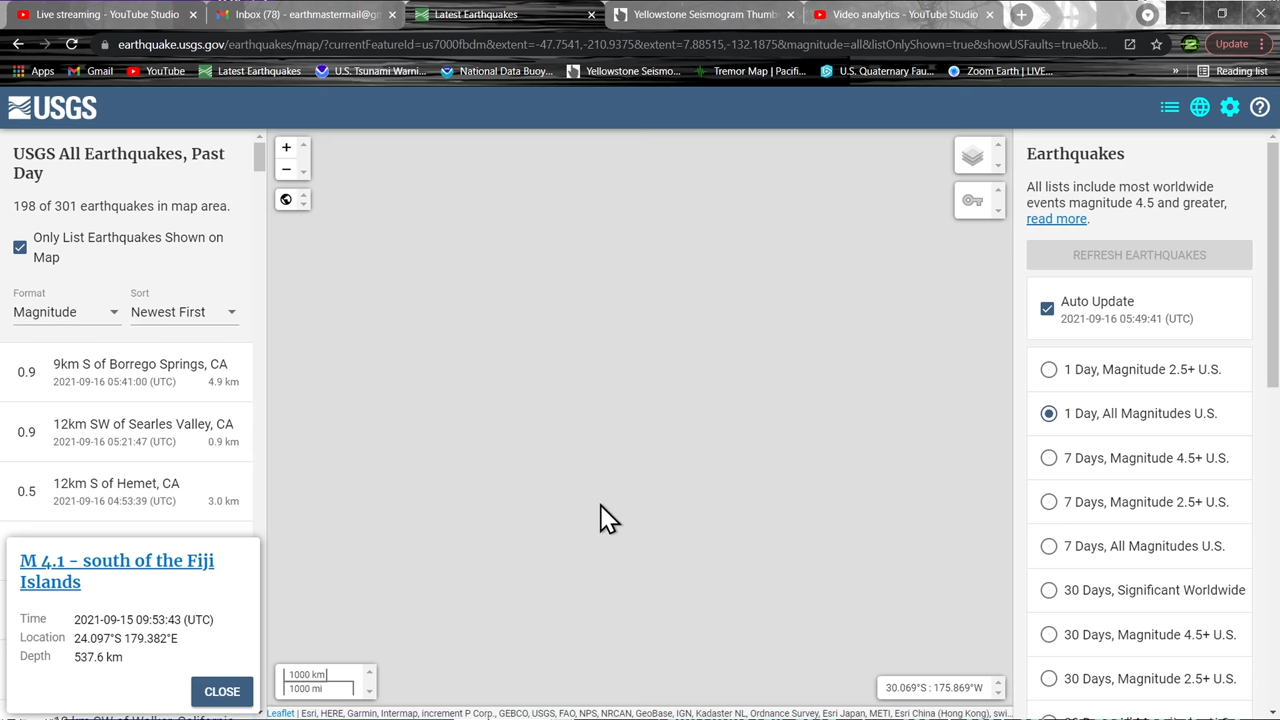 Live streaming - YouTube Studio
Inbox (78) - earthmastermail@g
Latest Earthquakes
Yellowstone Seismogram Thumb
Video analytics - YouTube Studio
earthquake.usgs.gov/earthquakes/map/?currentFeatureId=us7000fbdm&extent=-47.7541,-210.9375&extent=7.88515,-132.1875&magnitude=all&listOnlyShown=true&showUSFaults=true&b...
Update
Apps
Gmail
YouTube
Latest Earthquakes
U.S. Tsunami Warni...
National Data Buoy...
Yellowstone Seismo...
Tremor Map | Pacifi...
U.S. Quaternary Fau...
Zoom Earth | LIVE...
»
Reading list
USGS
USGS All Earthquakes, Past
Day
198 of 301 earthquakes in map area.
Only List Earthquakes Shown on
Map
Format
Sort
Magnitude
Newest First
0.9
9km S of Borrego Springs, CA
2021-09-16 05:41:00 (UTC)
4.9 km
0.9
12km SW of Searles Valley, CA
2021-09-16 05:21:47 (UTC)
0.9 km
0.5
12km S of Hemet, CA
2021-09-16 04:53:39 (UTC)
3.0 km
M 4.1 - south of the Fiji
Islands
Time 2021-09-15 09:53:43 (UTC)
Location 24.097°S 179.382°E
Depth 537.6 km
CLOSE
+
−
1000 km
1000 mi
30.069°S : 175.869°W
Leaflet | Esri, HERE, Garmin, Intermap, increment P Corp., GEBCO, USGS, FAO, NPS, NRCAN, GeoBase, IGN, Kadaster NL, Ordnance Survey, Esri Japan, METI, Esri China (Hong Kong), swi...
Earthquakes
All lists include most worldwide
events magnitude 4.5 and greater,
read more.
REFRESH EARTHQUAKES
Auto Update
2021-09-16 05:49:41 (UTC)
1 Day, Magnitude 2.5+ U.S.
1 Day, All Magnitudes U.S.
7 Days, Magnitude 4.5+ U.S.
7 Days, Magnitude 2.5+ U.S.
7 Days, All Magnitudes U.S.
30 Days, Significant Worldwide
30 Days, Magnitude 4.5+ U.S.
30 Days, Magnitude 2.5+ U.S.